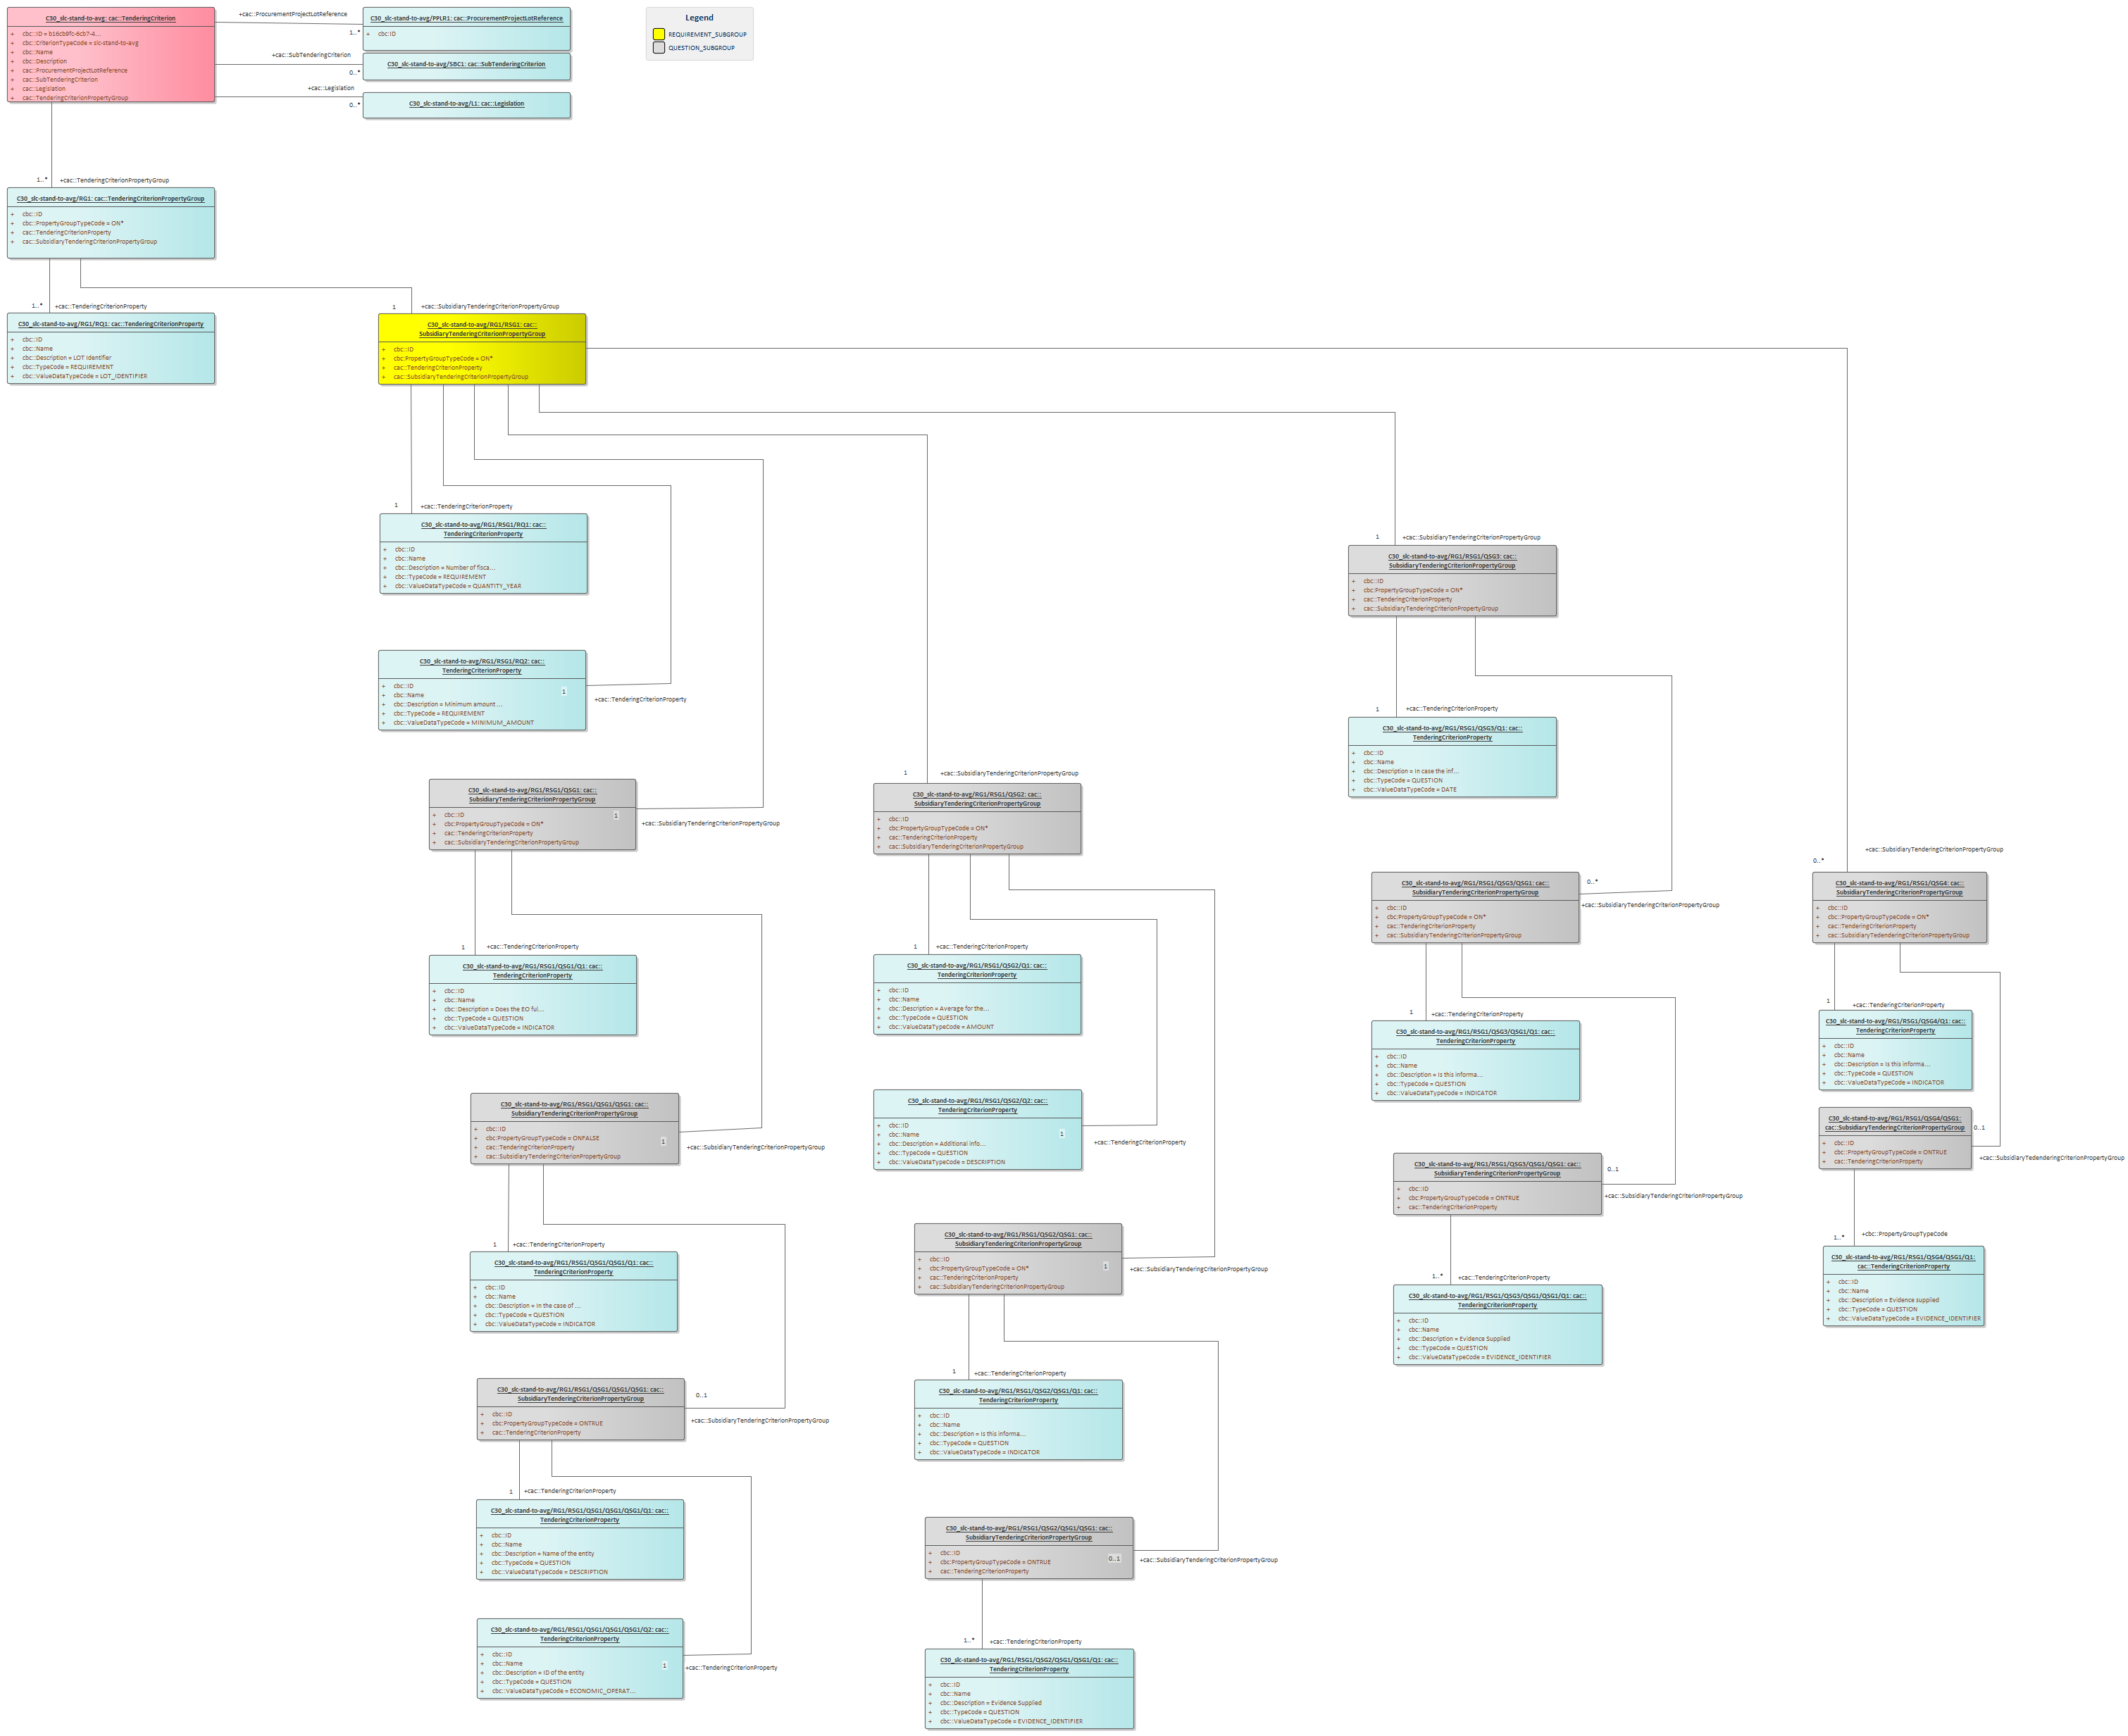 C30_slc-stand-to-avg: cac::TenderingCriterion
+ cbc::ID = b16cb9fc-6cb7-4...
+ cbc::CriterionTypeCode = slc-stand-to-avg
+ cbc::Name
+ cbc::Description
+ cac::ProcurementProjectLotReference
+ cac::SubTenderingCriterion
+ cac::Legislation
+ cac::TenderingCriterionPropertyGroup
+cac::ProcurementProjectLotReference
1..*
C30_slc-stand-to-avg/PPLR1: cac::ProcurementProjectLotReference
+ cbc::ID
+cac::SubTenderingCriterion
0..*
C30_slc-stand-to-avg/SBC1: cac::SubTenderingCriterion
+cac::Legislation
0..*
C30_slc-stand-to-avg/L1: cac::Legislation
Legend
REQUIREMENT_SUBGROUP
QUESTION_SUBGROUP
1..* +cac::TenderingCriterionPropertyGroup
C30_slc-stand-to-avg/RG1: cac::TenderingCriterionPropertyGroup
+ cbc::ID
+ cbc::PropertyGroupTypeCode = ON*
+ cac::TenderingCriterionProperty
+ cac::SubsidiaryTenderingCriterionPropertyGroup
1..* +cac::TenderingCriterionProperty
C30_slc-stand-to-avg/RG1/RQ1: cac::TenderingCriterionProperty
+ cbc::ID
+ cbc::Name
+ cbc::Description = LOT Identifier
+ cbc::TypeCode = REQUIREMENT
+ cbc::ValueDataTypeCode = LOT_IDENTIFIER
1 +cac::SubsidiaryTenderingCriterionPropertyGroup
C30_slc-stand-to-avg/RG1/RSG1: cac::
SubsidiaryTenderingCriterionPropertyGroup
+ cbc::ID
+ cbc:PropertyGroupTypeCode = ON*
+ cac::TenderingCriterionProperty
+ cac::SubsidiaryTenderingCriterionPropertyGroup
1 +cac::TenderingCriterionProperty
C30_slc-stand-to-avg/RG1/RSG1/RQ1: cac::
TenderingCriterionProperty
+ cbc::ID
+ cbc::Name
+ cbc::Description = Number of fisca...
+ cbc::TypeCode = REQUIREMENT
+ cbc::ValueDataTypeCode = QUANTITY_YEAR
C30_slc-stand-to-avg/RG1/RSG1/RQ2: cac::
TenderingCriterionProperty
+ cbc::ID
+ cbc::Name
+ cbc::Description = Minimum amount ...
+ cbc::TypeCode = REQUIREMENT
+ cbc::ValueDataTypeCode = MINIMUM_AMOUNT
1
+cac::TenderingCriterionProperty
C30_slc-stand-to-avg/RG1/RSG1/QSG1: cac::
SubsidiaryTenderingCriterionPropertyGroup
+ cbc::ID
+ cbc:PropertyGroupTypeCode = ON*
+ cac::TenderingCriterionProperty
+ cac::SubsidiaryTenderingCriterionPropertyGroup
1
+cac::SubsidiaryTenderingCriterionPropertyGroup
1 +cac::TenderingCriterionProperty
C30_slc-stand-to-avg/RG1/RSG1/QSG1/Q1: cac::
TenderingCriterionProperty
+ cbc::ID
+ cbc::Name
+ cbc::Description = Does the EO ful...
+ cbc::TypeCode = QUESTION
+ cbc::ValueDataTypeCode = INDICATOR
C30_slc-stand-to-avg/RG1/RSG1/QSG1/QSG1: cac::
SubsidiaryTenderingCriterionPropertyGroup
+ cbc::ID
+ cbc:PropertyGroupTypeCode = ONFALSE
+ cac::TenderingCriterionProperty
+ cac::SubsidiaryTenderingCriterionPropertyGroup
1
+cac::SubsidiaryTenderingCriterionPropertyGroup
1 +cac::TenderingCriterionProperty
C30_slc-stand-to-avg/RG1/RSG1/QSG1/QSG1/Q1: cac::
TenderingCriterionProperty
+ cbc::ID
+ cbc::Name
+ cbc::Description = In the case of ...
+ cbc::TypeCode = QUESTION
+ cbc::ValueDataTypeCode = INDICATOR
C30_slc-stand-to-avg/RG1/RSG1/QSG1/QSG1/QSG1: cac::
SubsidiaryTenderingCriterionPropertyGroup
+ cbc::ID
+ cbc:PropertyGroupTypeCode = ONTRUE
+ cac::TenderingCriterionProperty
0..1
+cac::SubsidiaryTenderingCriterionPropertyGroup
1 +cac::TenderingCriterionProperty
C30_slc-stand-to-avg/RG1/RSG1/QSG1/QSG1/QSG1/Q1: cac::
TenderingCriterionProperty
+ cbc::ID
+ cbc::Name
+ cbc::Description = Name of the entity
+ cbc::TypeCode = QUESTION
+ cbc::ValueDataTypeCode = DESCRIPTION
C30_slc-stand-to-avg/RG1/RSG1/QSG1/QSG1/QSG1/Q2: cac::
TenderingCriterionProperty
+ cbc::ID
+ cbc::Name
+ cbc::Description = ID of the entity
+ cbc::TypeCode = QUESTION
+ cbc::ValueDataTypeCode = ECONOMIC_OPERAT...
1
+cac::TenderingCriterionProperty
1 +cac::SubsidiaryTenderingCriterionPropertyGroup
C30_slc-stand-to-avg/RG1/RSG1/QSG2: cac::
SubsidiaryTenderingCriterionPropertyGroup
+ cbc::ID
+ cbc:PropertyGroupTypeCode = ON*
+ cac::TenderingCriterionProperty
+ cac::SubsidiaryTenderingCriterionPropertyGroup
1 +cac::TenderingCriterionProperty
C30_slc-stand-to-avg/RG1/RSG1/QSG2/Q1: cac::
TenderingCriterionProperty
+ cbc::ID
+ cbc::Name
+ cbc::Description = Average for the...
+ cbc::TypeCode = QUESTION
+ cbc::ValueDataTypeCode = AMOUNT
C30_slc-stand-to-avg/RG1/RSG1/QSG2/Q2: cac::
TenderingCriterionProperty
+ cbc::ID
+ cbc::Name
+ cbc::Description = Additional info...
+ cbc::TypeCode = QUESTION
+ cbc::ValueDataTypeCode = DESCRIPTION
1
+cac::TenderingCriterionProperty
C30_slc-stand-to-avg/RG1/RSG1/QSG2/QSG1: cac::
SubsidiaryTenderingCriterionPropertyGroup
+ cbc::ID
+ cbc:PropertyGroupTypeCode = ON*
+ cac::TenderingCriterionProperty
+ cac::SubsidiaryTenderingCriterionPropertyGroup
1
+cac::SubsidiaryTenderingCriterionPropertyGroup
1 +cac::TenderingCriterionProperty
C30_slc-stand-to-avg/RG1/RSG1/QSG2/QSG1/Q1: cac::
TenderingCriterionProperty
+ cbc::ID
+ cbc::Name
+ cbc::Description = Is this informa...
+ cbc::TypeCode = QUESTION
+ cbc::ValueDataTypeCode = INDICATOR
C30_slc-stand-to-avg/RG1/RSG1/QSG2/QSG1/QSG1: cac::
SubsidiaryTenderingCriterionPropertyGroup
+ cbc::ID
+ cbc:PropertyGroupTypeCode = ONTRUE
+ cac::TenderingCriterionProperty
0..1
+cac::SubsidiaryTenderingCriterionPropertyGroup
1..* +cac::TenderingCriterionProperty
C30_slc-stand-to-avg/RG1/RSG1/QSG2/QSG1/QSG1/Q1: cac::
TenderingCriterionProperty
+ cbc::ID
+ cbc::Name
+ cbc::Description = Evidence Supplied
+ cbc::TypeCode = QUESTION
+ cbc::ValueDataTypeCode = EVIDENCE_IDENTIFIER
1 +cac::SubsidiaryTenderingCriterionPropertyGroup
C30_slc-stand-to-avg/RG1/RSG1/QSG3: cac::
SubsidiaryTenderingCriterionPropertyGroup
+ cbc::ID
+ cbc:PropertyGroupTypeCode = ON*
+ cac::TenderingCriterionProperty
+ cac::SubsidiaryTenderingCriterionPropertyGroup
1 +cac::TenderingCriterionProperty
C30_slc-stand-to-avg/RG1/RSG1/QSG3/Q1: cac::
TenderingCriterionProperty
+ cbc::ID
+ cbc::Name
+ cbc::Description = In case the inf...
+ cbc::TypeCode = QUESTION
+ cbc::ValueDataTypeCode = DATE
C30_slc-stand-to-avg/RG1/RSG1/QSG3/QSG1: cac::
SubsidiaryTenderingCriterionPropertyGroup
+ cbc::ID
+ cbc:PropertyGroupTypeCode = ON*
+ cac::TenderingCriterionProperty
+ cac::SubsidiaryTenderingCriterionPropertyGroup
0..*
+cac::SubsidiaryTenderingCriterionPropertyGroup
1 +cac::TenderingCriterionProperty
C30_slc-stand-to-avg/RG1/RSG1/QSG3/QSG1/Q1: cac::
TenderingCriterionProperty
+ cbc::ID
+ cbc::Name
+ cbc::Description = Is this informa...
+ cbc::TypeCode = QUESTION
+ cbc::ValueDataTypeCode = INDICATOR
C30_slc-stand-to-avg/RG1/RSG1/QSG3/QSG1/QSG1: cac::
SubsidiaryTenderingCriterionPropertyGroup
+ cbc::ID
+ cbc:PropertyGroupTypeCode = ONTRUE
+ cac::TenderingCriterionProperty
0..1
+cac::SubsidiaryTenderingCriterionPropertyGroup
1..* +cac::TenderingCriterionProperty
C30_slc-stand-to-avg/RG1/RSG1/QSG3/QSG1/QSG1/Q1: cac::
TenderingCriterionProperty
+ cbc::ID
+ cbc::Name
+ cbc::Description = Evidence Supplied
+ cbc::TypeCode = QUESTION
+ cbc::ValueDataTypeCode = EVIDENCE_IDENTIFIER
+cac::SubsidiaryTenderingCriterionPropertyGroup
0..*
C30_slc-stand-to-avg/RG1/RSG1/QSG4: cac::
SubsidiaryTenderingCriterionPropertyGroup
+ cbc::ID
+ cbc::PropertyGroupTypeCode = ON*
+ cac::TenderingCriterionProperty
+ cac::SubsidiaryTedenderingCriterionPropertyGroup
1 +cac::TenderingCriterionProperty
C30_slc-stand-to-avg/RG1/RSG1/QSG4/Q1: cac::
TenderingCriterionProperty
+ cbc::ID
+ cbc::Name
+ cbc::Description = Is this informa...
+ cbc::TypeCode = QUESTION
+ cbc::ValueDataTypeCode = INDICATOR
C30_slc-stand-to-avg/RG1/RSG1/QSG4/QSG1:
cac::SubsidiaryTenderingCriterionPropertyGroup
+ cbc::ID
+ cbc::PropertyGroupTypeCode = ONTRUE
+ cac::TenderingCriterionProperty
0..1
+cac::SubsidiaryTedenderingCriterionPropertyGroup
1..* +cbc::PropertyGroupTypeCode
C30_slc-stand-to-avg/RG1/RSG1/QSG4/QSG1/Q1:
cac::TenderingCriterionProperty
+ cbc::ID
+ cbc::Name
+ cbc::Description = Evidence supplied
+ cbc::TypeCode = QUESTION
+ cbc::ValueDataTypeCode = EVIDENCE_IDENTIFIER